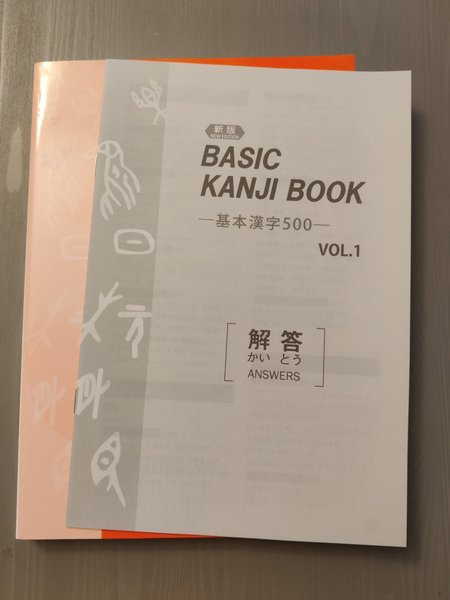 新版
NEW EDITION
BASIC
KANJI BOOK
—基本漢字500—
VOL.1
解答
かい とう
ANSWERS